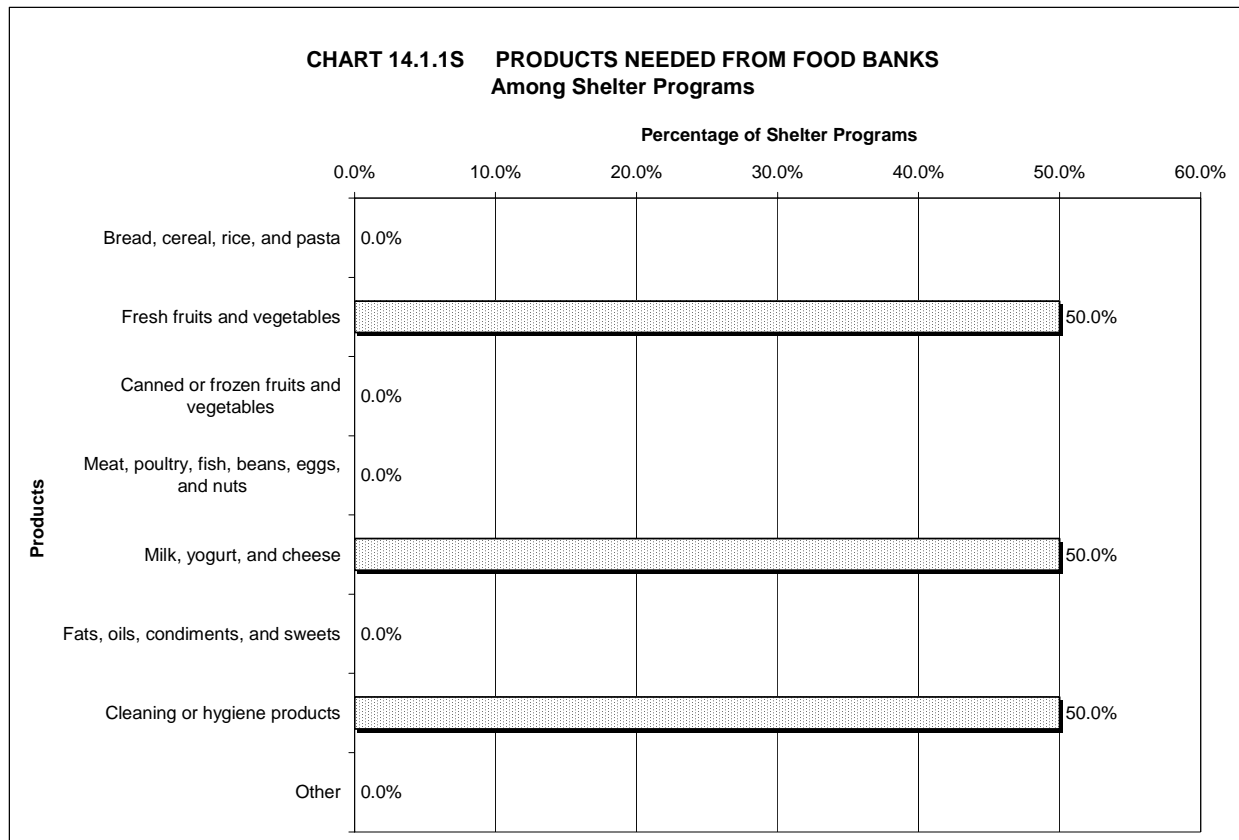 CHART 14.1.1S PRODUCTS NEEDED FROM FOOD BANKS
Among Shelter Programs
Percentage of Shelter Programs
0.0% 10.0% 20.0% 30.0% 40.0% 50.0% 60.0%
Products
Bread, cereal, rice, and pasta 0.0%
Fresh fruits and vegetables 50.0%
Canned or frozen fruits and
vegetables 0.0%
Meat, poultry, fish, beans, eggs,
and nuts 0.0%
Milk, yogurt, and cheese 50.0%
Fats, oils, condiments, and sweets 0.0%
Cleaning or hygiene products 50.0%
Other 0.0%